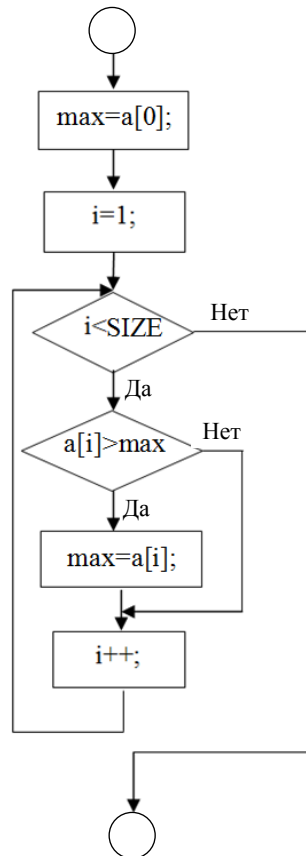 max=a[0];
i=1;
i<SIZE
Нет
Да
a[i]>max
Нет
Да
max=a[i];
i++;